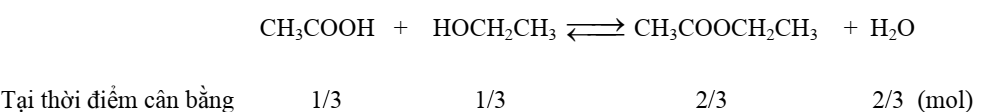 CH₃COOH + HOCH₂CH₃ ⇌ CH₃COOCH₂CH₃ + H₂O
Tại thời điểm cân bằng 1/3 1/3 2/3 2/3 (mol)